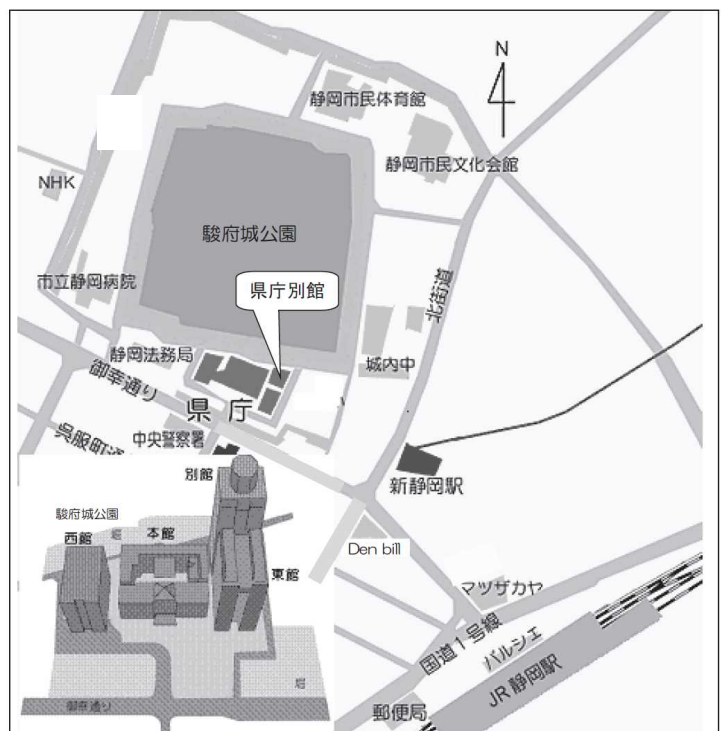 N
静岡市民体育館
静岡市民文化会館
NHK
駿府城公園
県庁別館
市立静岡病院
北街道
静岡法務局
城内中
御幸通り
県庁
中央警察署
呉服町通
新静岡駅
別館
駿府城公園
堀
本館
西館
東館
Den bill
マツザカヤ
国道1号線
パルシェ
JR静岡駅
堀
御幸通り
郵便局